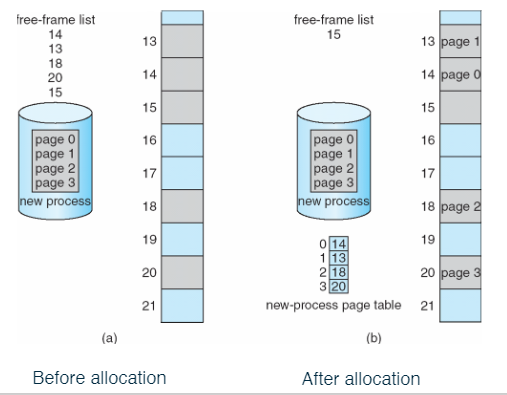 free-frame list
14
13
18
20
15
page 0
page 1
page 2
page 3
new process
13
14
15
16
17
18
19
20
21
(a)
Before allocation
free-frame list
15
page 0
page 1
page 2
page 3
new process
0 14
1 13
2 18
3 20
new-process page table
13 page 1
14 page 0
15
16
17
18 page 2
19
20 page 3
21
(b)
After allocation